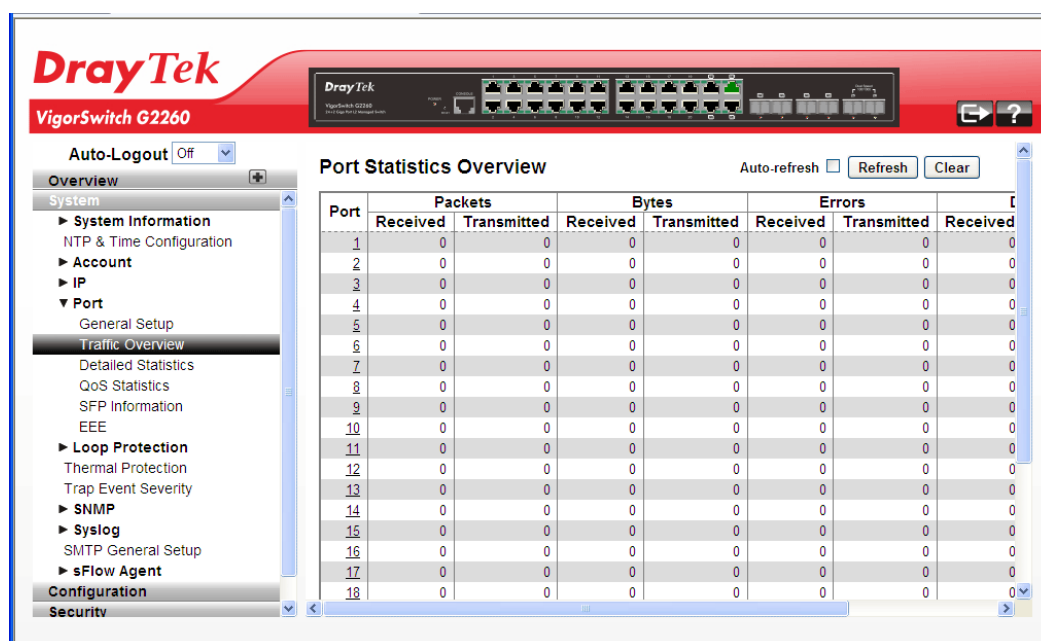 DrayTek
VigorSwitch G2260
DrayTek
VigorSwitch G2260
CONSOLE
Auto-Logout Off
Overview
System
► System Information
NTP & Time Configuration
► Account
► IP
▼ Port
General Setup
Traffic Overview
Detailed Statistics
QoS Statistics
SFP Information
EEE
► Loop Protection
Thermal Protection
Trap Event Severity
► SNMP
► Syslog
SMTP General Setup
► sFlow Agent
Configuration
Security
Port Statistics Overview
Auto-refresh Refresh Clear
Port Packets Bytes Errors
Received Transmitted Received Transmitted Received Transmitted Received
1 0 0 0 0 0 0 0
2 0 0 0 0 0 0 0
3 0 0 0 0 0 0 0
4 0 0 0 0 0 0 0
5 0 0 0 0 0 0 0
6 0 0 0 0 0 0 0
7 0 0 0 0 0 0 0
8 0 0 0 0 0 0 0
9 0 0 0 0 0 0 0
10 0 0 0 0 0 0 0
11 0 0 0 0 0 0 0
12 0 0 0 0 0 0 0
13 0 0 0 0 0 0 0
14 0 0 0 0 0 0 0
15 0 0 0 0 0 0 0
16 0 0 0 0 0 0 0
17 0 0 0 0 0 0 0
18 0 0 0 0 0 0 0